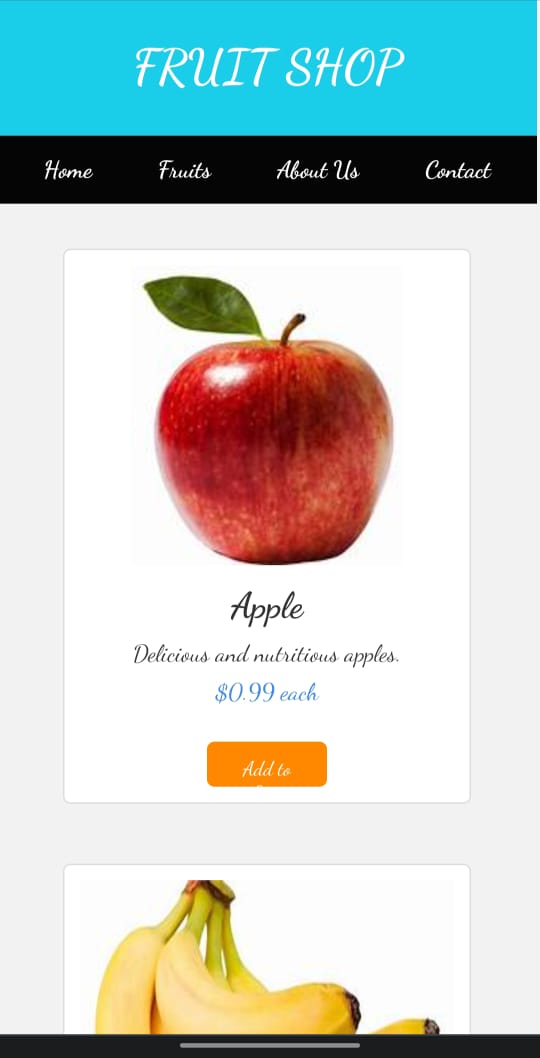 FRUIT SHOP
Home Fruits About Us Contact
Apple
Delicious and nutritious apples.
$0.99 each
Add to